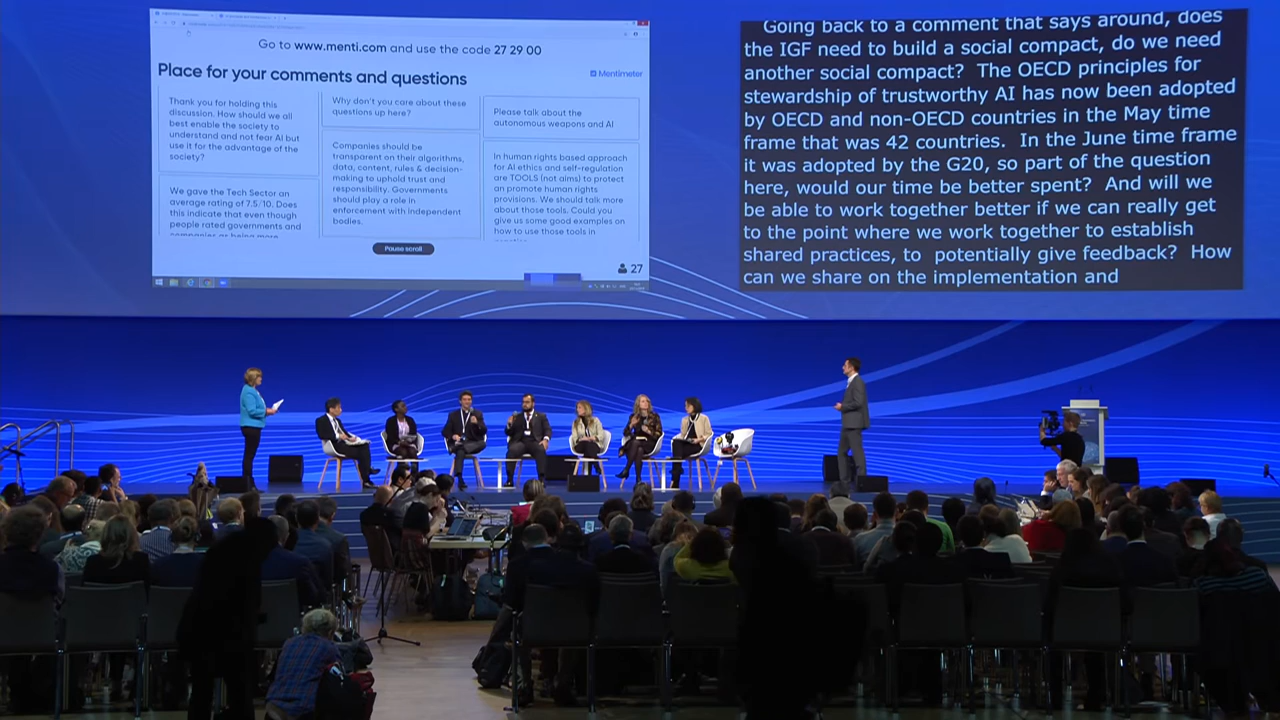 Go to www.menti.com and use the code 27 29 00
Place for your comments and questions
Mentimeter
Thank you for holding this
discussion. How should we all
best enable the society to
understand and not fear AI but
use it for the advantage of the
society?
We gave the Tech Sector an
average rating of 7.5/10. Does
this indicate that even though
people rated governments and
companies as being more
Why don't you care about these
questions up here?
Companies should be
transparent on their algorithms,
data, content, rules & decision-
making to uphold trust and
responsibility. Governments
should play a role in
enforcement with independent
bodies.
Please talk about the
autonomous weapons and AI
In human rights based approach
for AI ethics and self-regulation
are TOOLS (not aims) to protect
an promote human rights
provisions. We should talk more
about those tools. Could you
give us some good examples on
how to use those tools in
Pause scroll
27
Going back to a comment that says around, does
the IGF need to build a social compact, do we need
another social compact? The OECD principles for
stewardship of trustworthy AI has now been adopted
by OECD and non-OECD countries in the May time
frame that was 42 countries. In the June time frame
it was adopted by the G20, so part of the question
here, would our time be better spent? And will we
be able to work together better if we can really get
to the point where we work together to establish
shared practices, to potentially give feedback? How
can we share on the implementation and